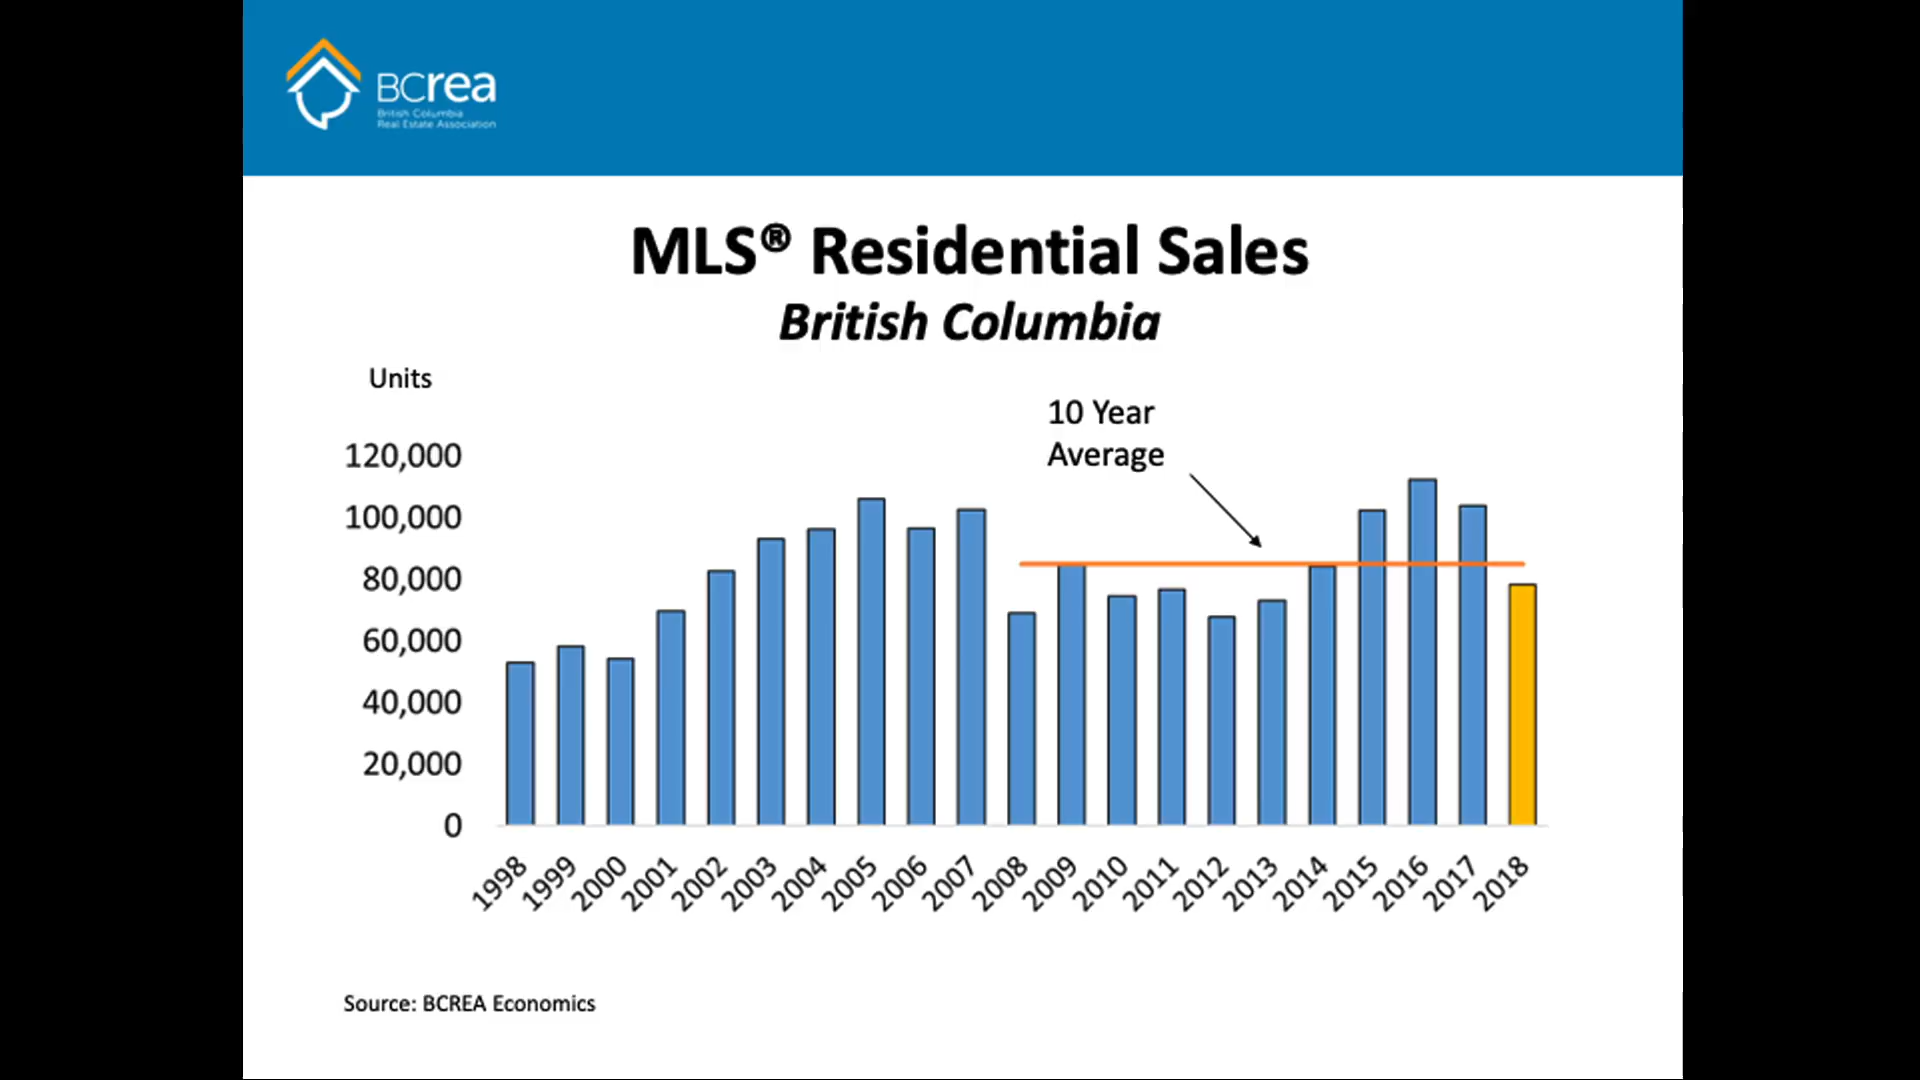 BCrea
British Columbia
Real Estate Association
MLS® Residential Sales
British Columbia
Units
10 Year
Average
120,000
100,000
80,000
60,000
40,000
20,000
0
1998 1999 2000 2001 2002 2003 2004 2005 2006 2007 2008 2009 2010 2011 2012 2013 2014 2015 2016 2017 2018
Source: BCREA Economics